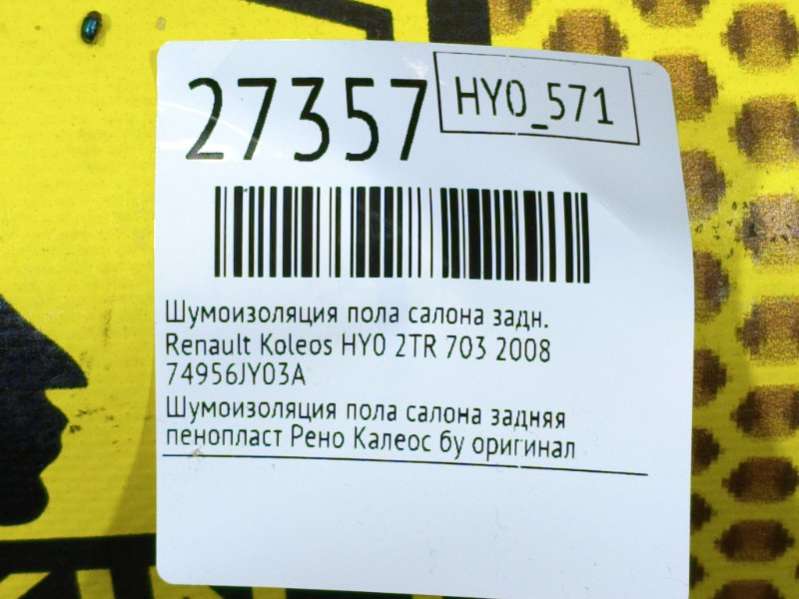 27357
HY0_571
Шумоизоляция пола салона задн.
Renault Koleos HY0 2TR 703 2008
74956JY03A
Шумоизоляция пола салона задняя
пенопласт Рено Калеос бу оригинал